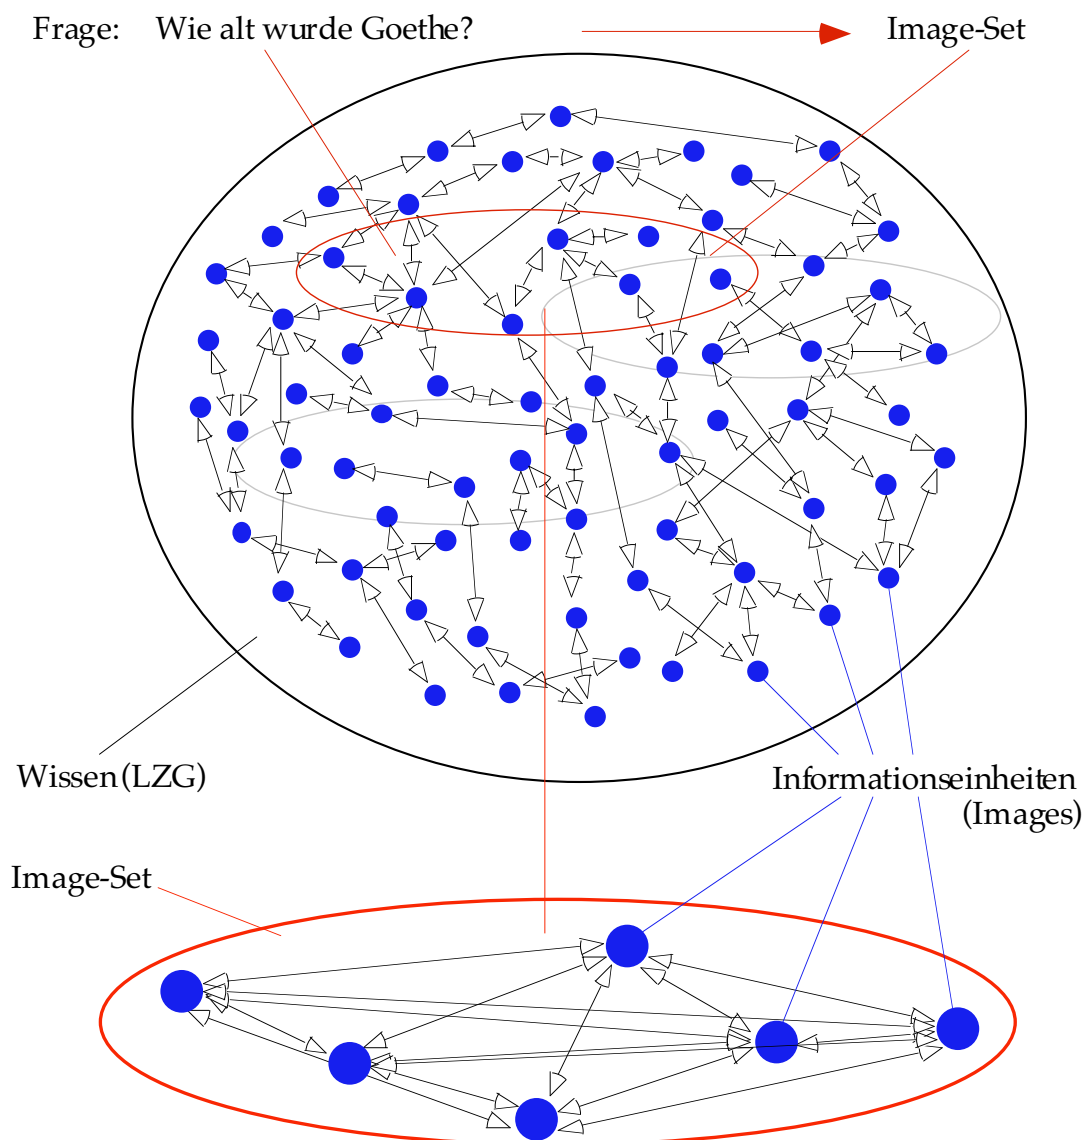 Frage: Wie alt wurde Goethe? Image-Set
Wissen (LZG)
Informationseinheiten
(Images)
Image-Set